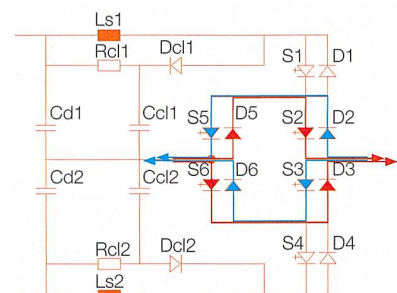 Ls1
Rcl1 Dcl1 S1 D1
Cd1 Ccl1 S5 D5 S2 D2
Cd2 Ccl2 S6 D6 S3 D3
Rcl2 Dcl2 S4 D4
Ls2